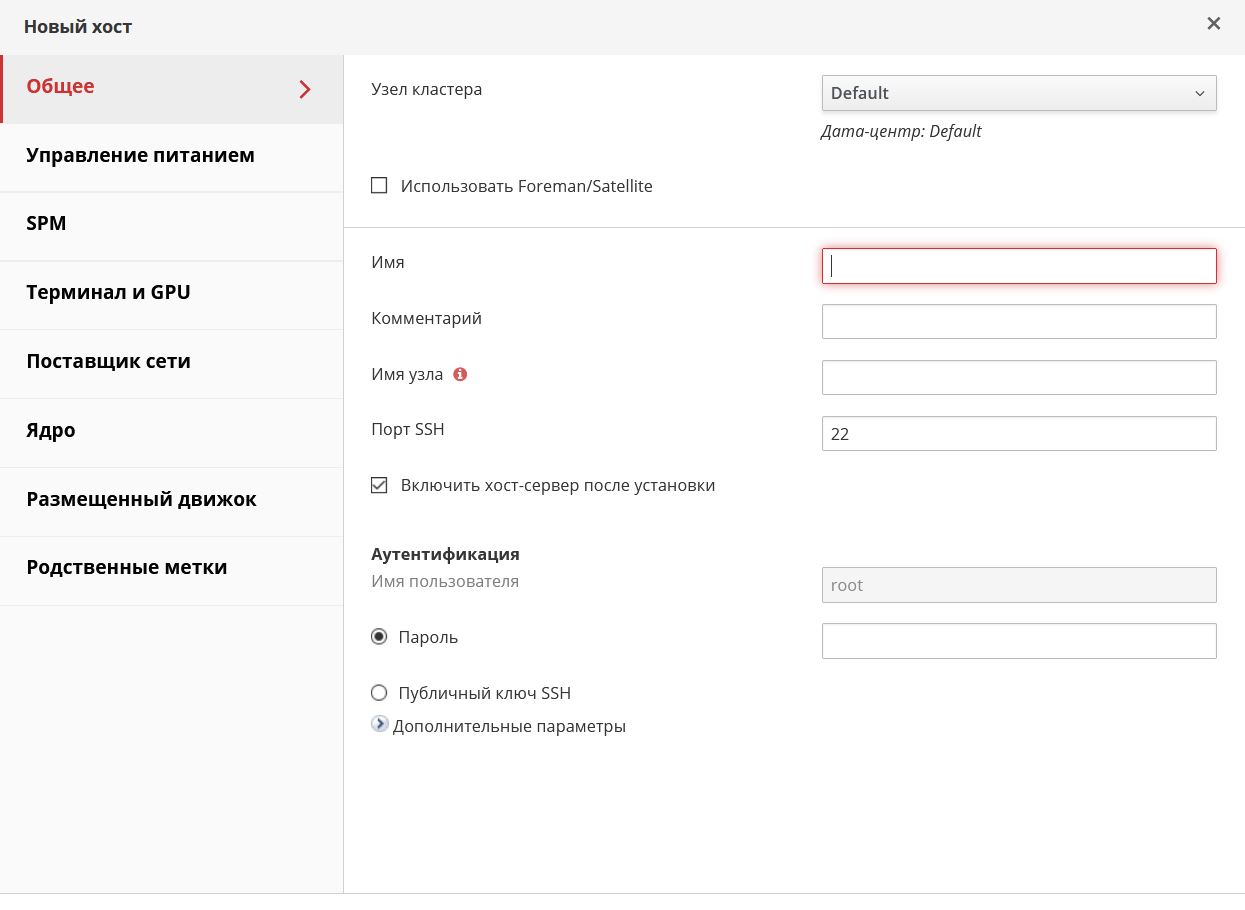 Новый хост
Общее
Управление питанием
SPM
Терминал и GPU
Поставщик сети
Ядро
Размещенный движок
Родственные метки
Узел кластера
Default
Дата-центр: Default
Использовать Foreman/Satellite
Имя
Комментарий
Имя узла
Порт SSH
22
Включить хост-сервер после установки
Аутентификация
Имя пользователя
root
Пароль
Публичный ключ SSH
Дополнительные параметры